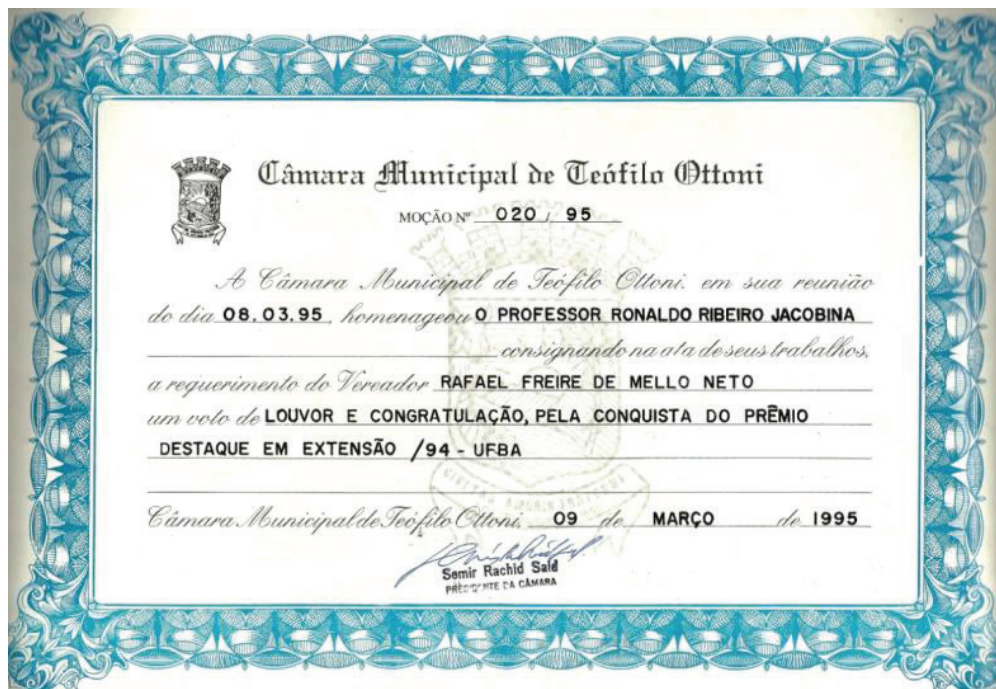 Câmara Municipal de Teófilo Ottoni
MOÇÃO Nº 020 / 95
A Câmara Municipal de Teófilo Ottoni, em sua reunião
do dia 08.03.95, homenageou O PROFESSOR RONALDO RIBEIRO JACOBINA
consignando na ata de seus trabalhos,
a requerimento do Vereador RAFAEL FREIRE DE MELLO NETO
um voto de LOUVOR E CONGRATULAÇÃO, PELA CONQUISTA DO PRÊMIO
DESTAQUE EM EXTENSÃO /94 - UFBA
Câmara Municipal de Teófilo Ottoni, 09 de MARÇO de 1995
Semir Rachid Said
PRESIDENTE DA CÂMARA